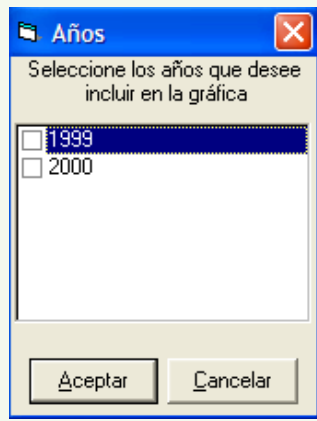 Años
Seleccione los años que desee
incluir en la gráfica
1999
2000
Aceptar
Cancelar